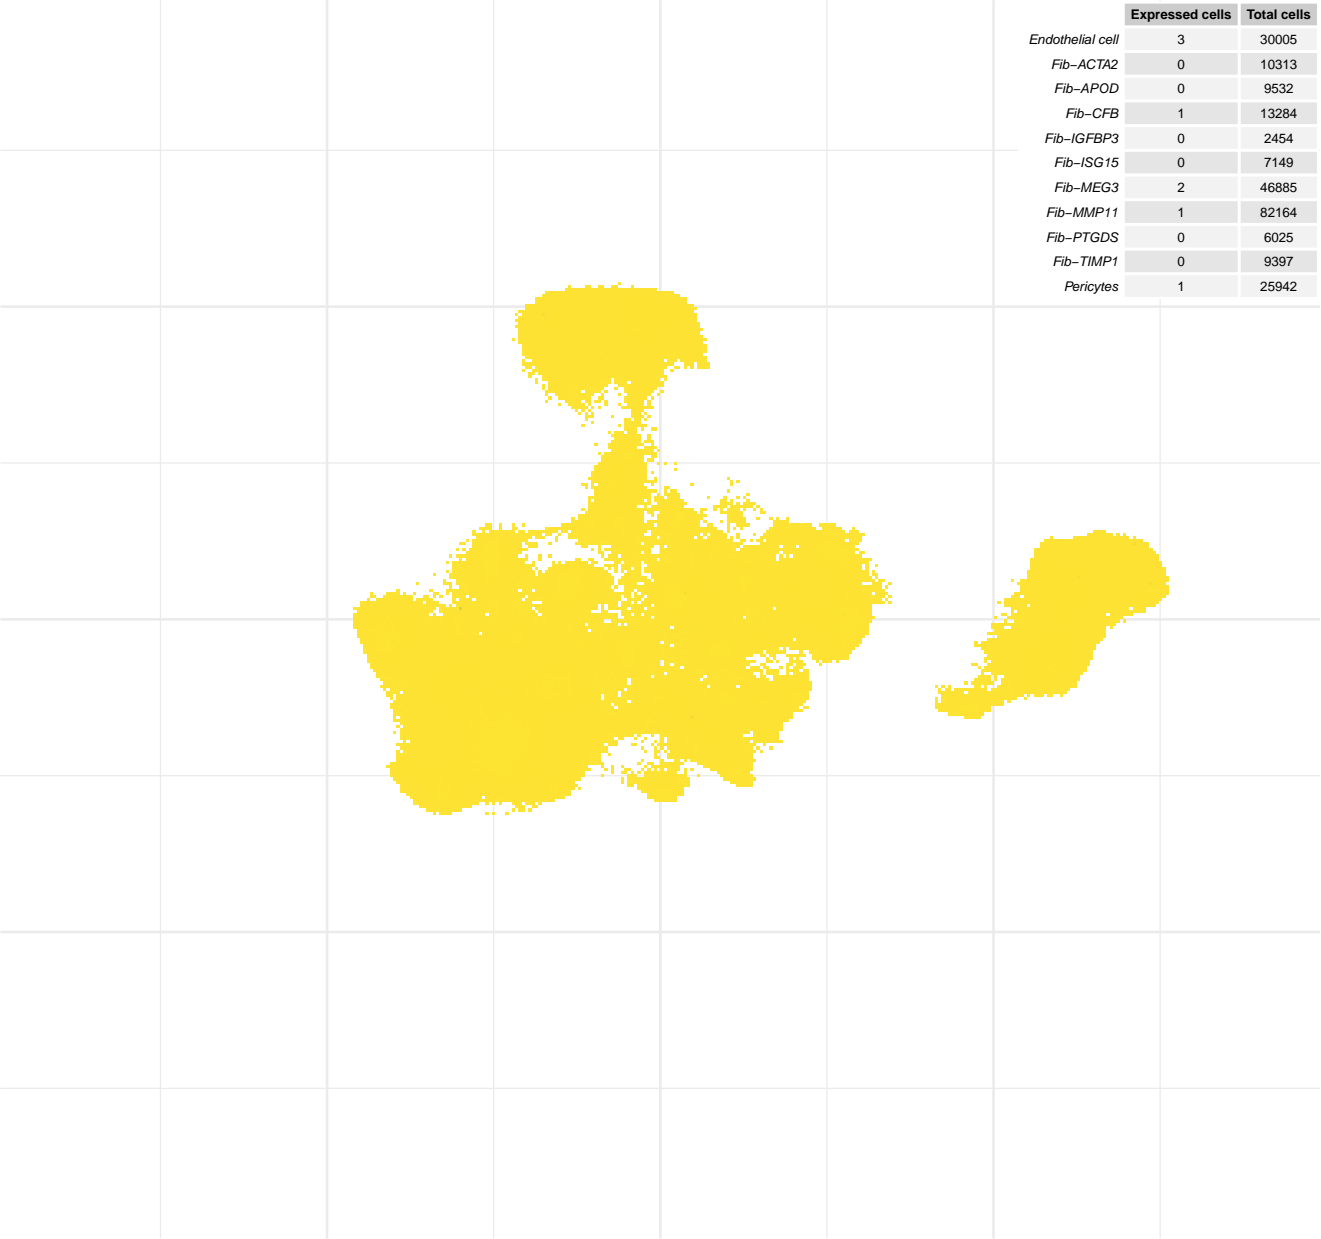 Expressed cells Total cells
Endothelial cell 3 30005
Fib−ACTA2 0 10313
Fib−APOD 0 9532
Fib−CFB 1 13284
Fib−IGFBP3 0 2454
Fib−ISG15 0 7149
Fib−MEG3 2 46885
Fib−MMP11 1 82164
Fib−PTGDS 0 6025
Fib−TIMP1 0 9397
Pericytes 1 25942